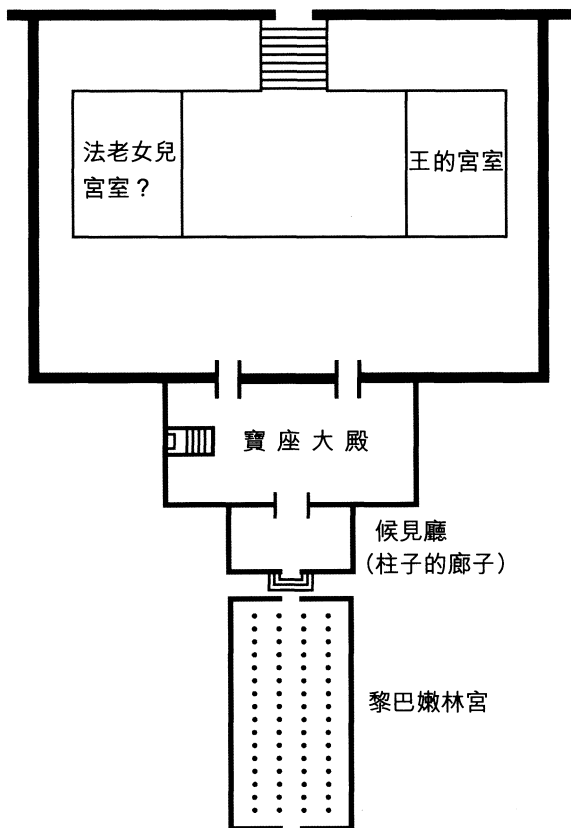 法老女兒
宮室？
王的宮室
寶座大殿
候見廳
（柱子的廊子）
黎巴嫩林宮